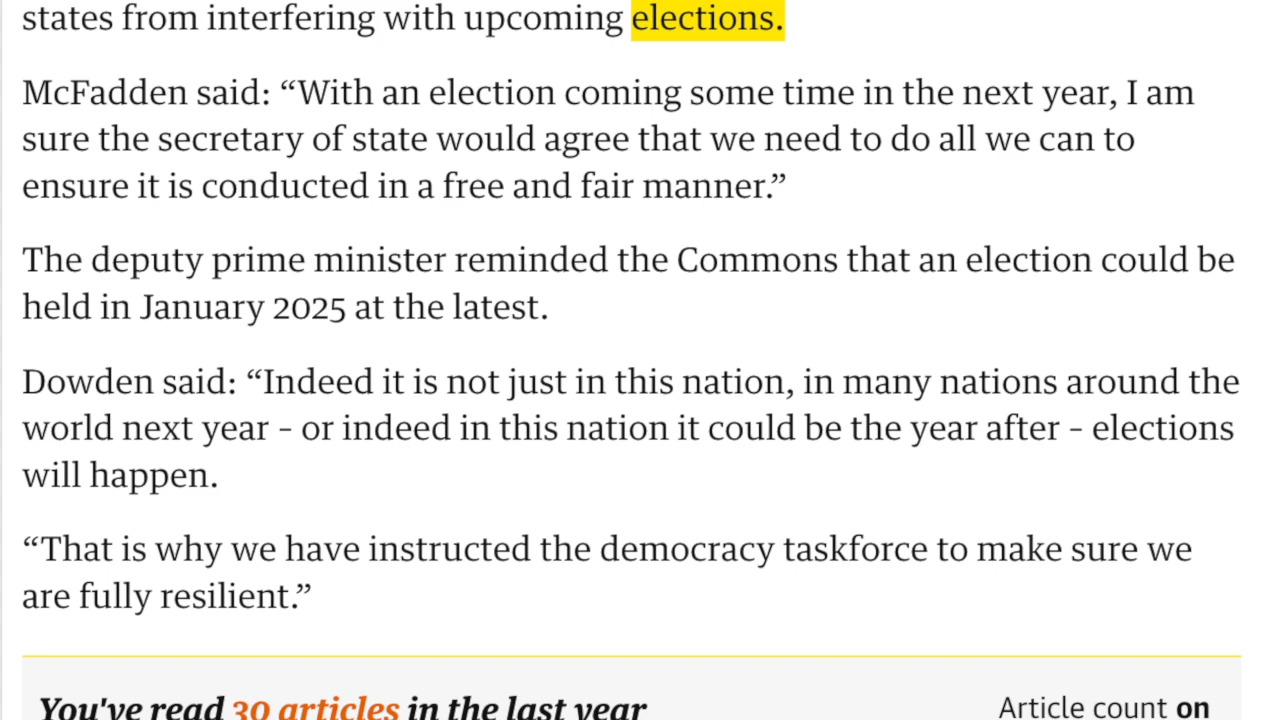 states from interfering with upcoming elections.
McFadden said: “With an election coming some time in the next year, I am
sure the secretary of state would agree that we need to do all we can to
ensure it is conducted in a free and fair manner.”
The deputy prime minister reminded the Commons that an election could be
held in January 2025 at the latest.
Dowden said: “Indeed it is not just in this nation, in many nations around the
world next year – or indeed in this nation it could be the year after – elections
will happen.
“That is why we have instructed the democracy taskforce to make sure we
are fully resilient.”
You've read 30 articles in the last year Article count on